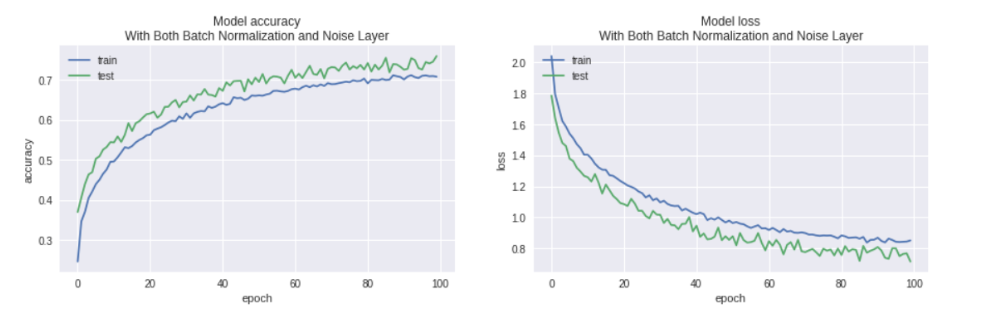 Model accuracy
With Both Batch Normalization and Noise Layer
train
test
0.7
0.6
0.5
0.4
0.3
accuracy
0 20 40 60 80 100
epoch
Model loss
With Both Batch Normalization and Noise Layer
train
test
2.0
1.8
1.6
1.4
1.2
1.0
0.8
loss
0 20 40 60 80 100
epoch